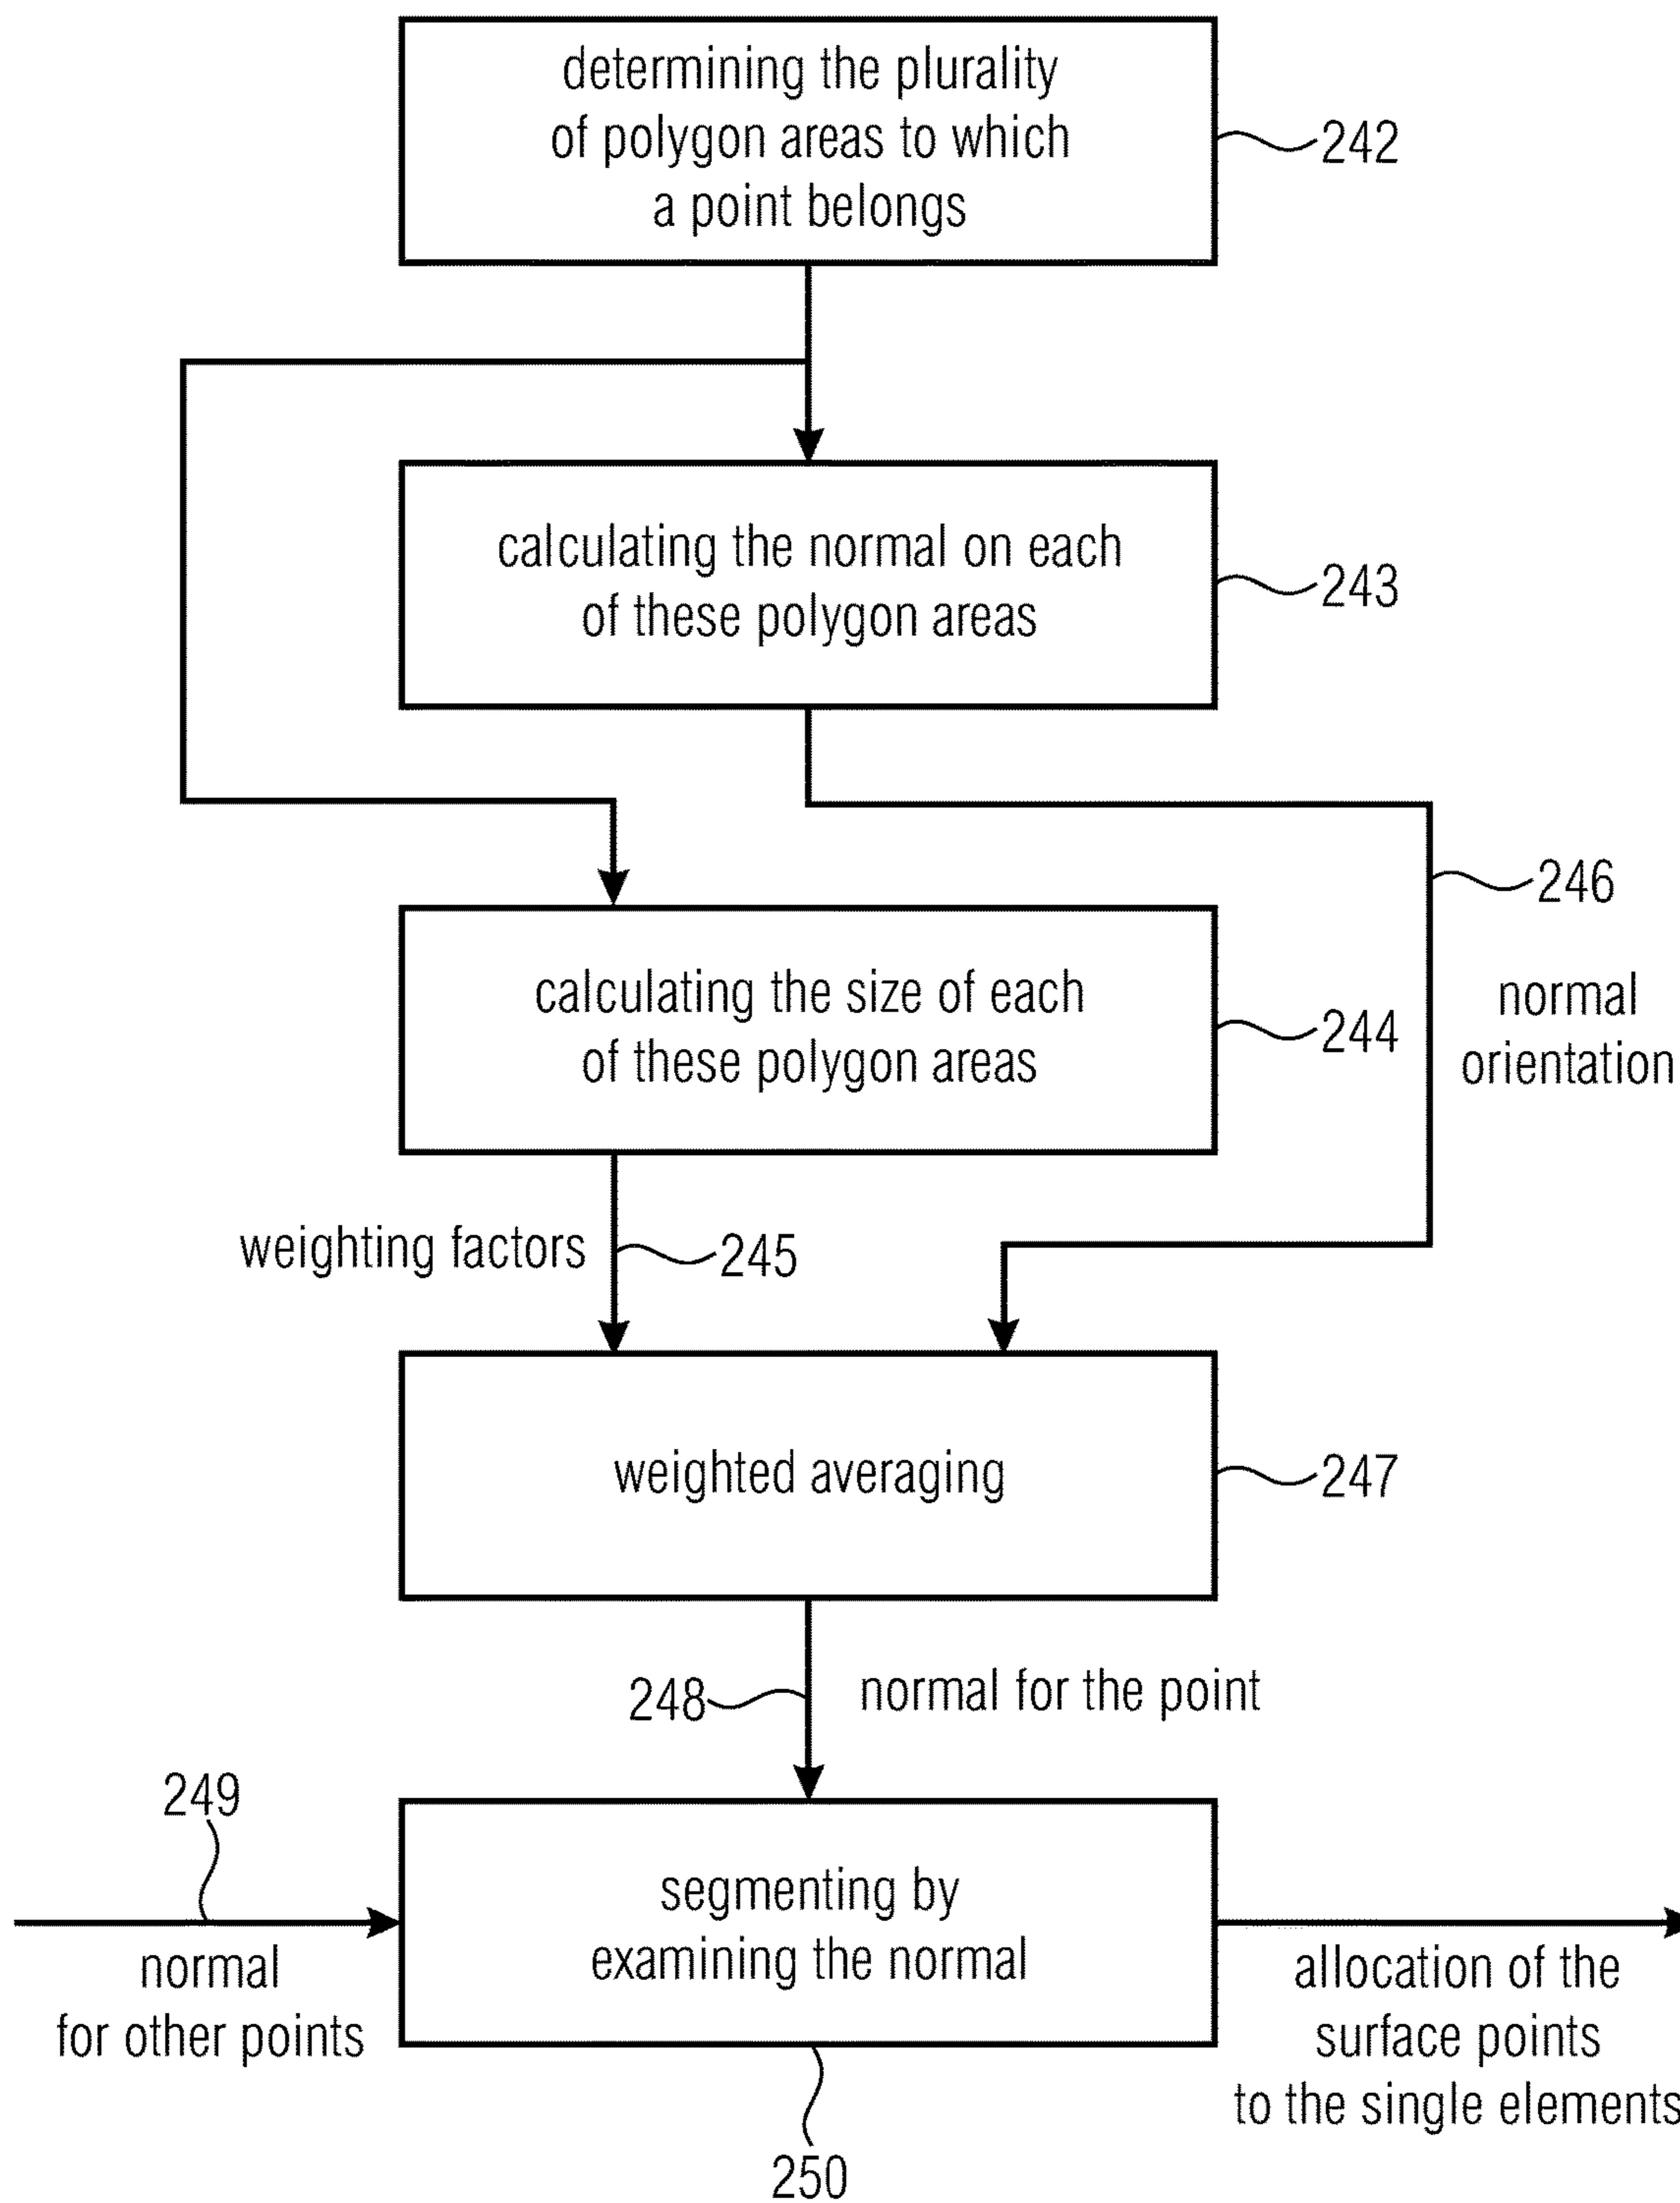 determining the plurality
of polygon areas to which
a point belongs
242
calculating the normal on each
of these polygon areas
243
246
calculating the size of each
of these polygon areas
244
normal
orientation
weighting factors
245
weighted averaging
247
248
normal for the point
249
segmenting by
examining the normal
normal
for other points
allocation of the
surface points
to the single elements
250